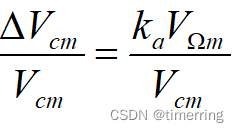 ΔV_cm / V_cm = k_a V_Ωm / V_cm
CSDN @timerring